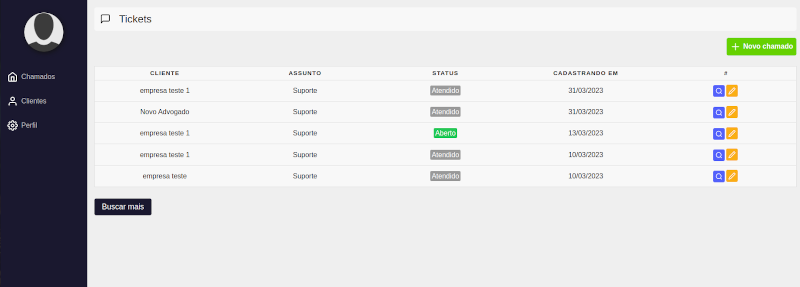 Tickets
Novo chamado
Chamados
Clientes
Perfil
CLIENTE ASSUNTO STATUS CADASTRANDO EM #
empresa teste 1 Suporte Atendido 31/03/2023
Novo Advogado Suporte Atendido 31/03/2023
empresa teste 1 Suporte Aberto 13/03/2023
empresa teste 1 Suporte Atendido 10/03/2023
empresa teste Suporte Atendido 10/03/2023
Buscar mais